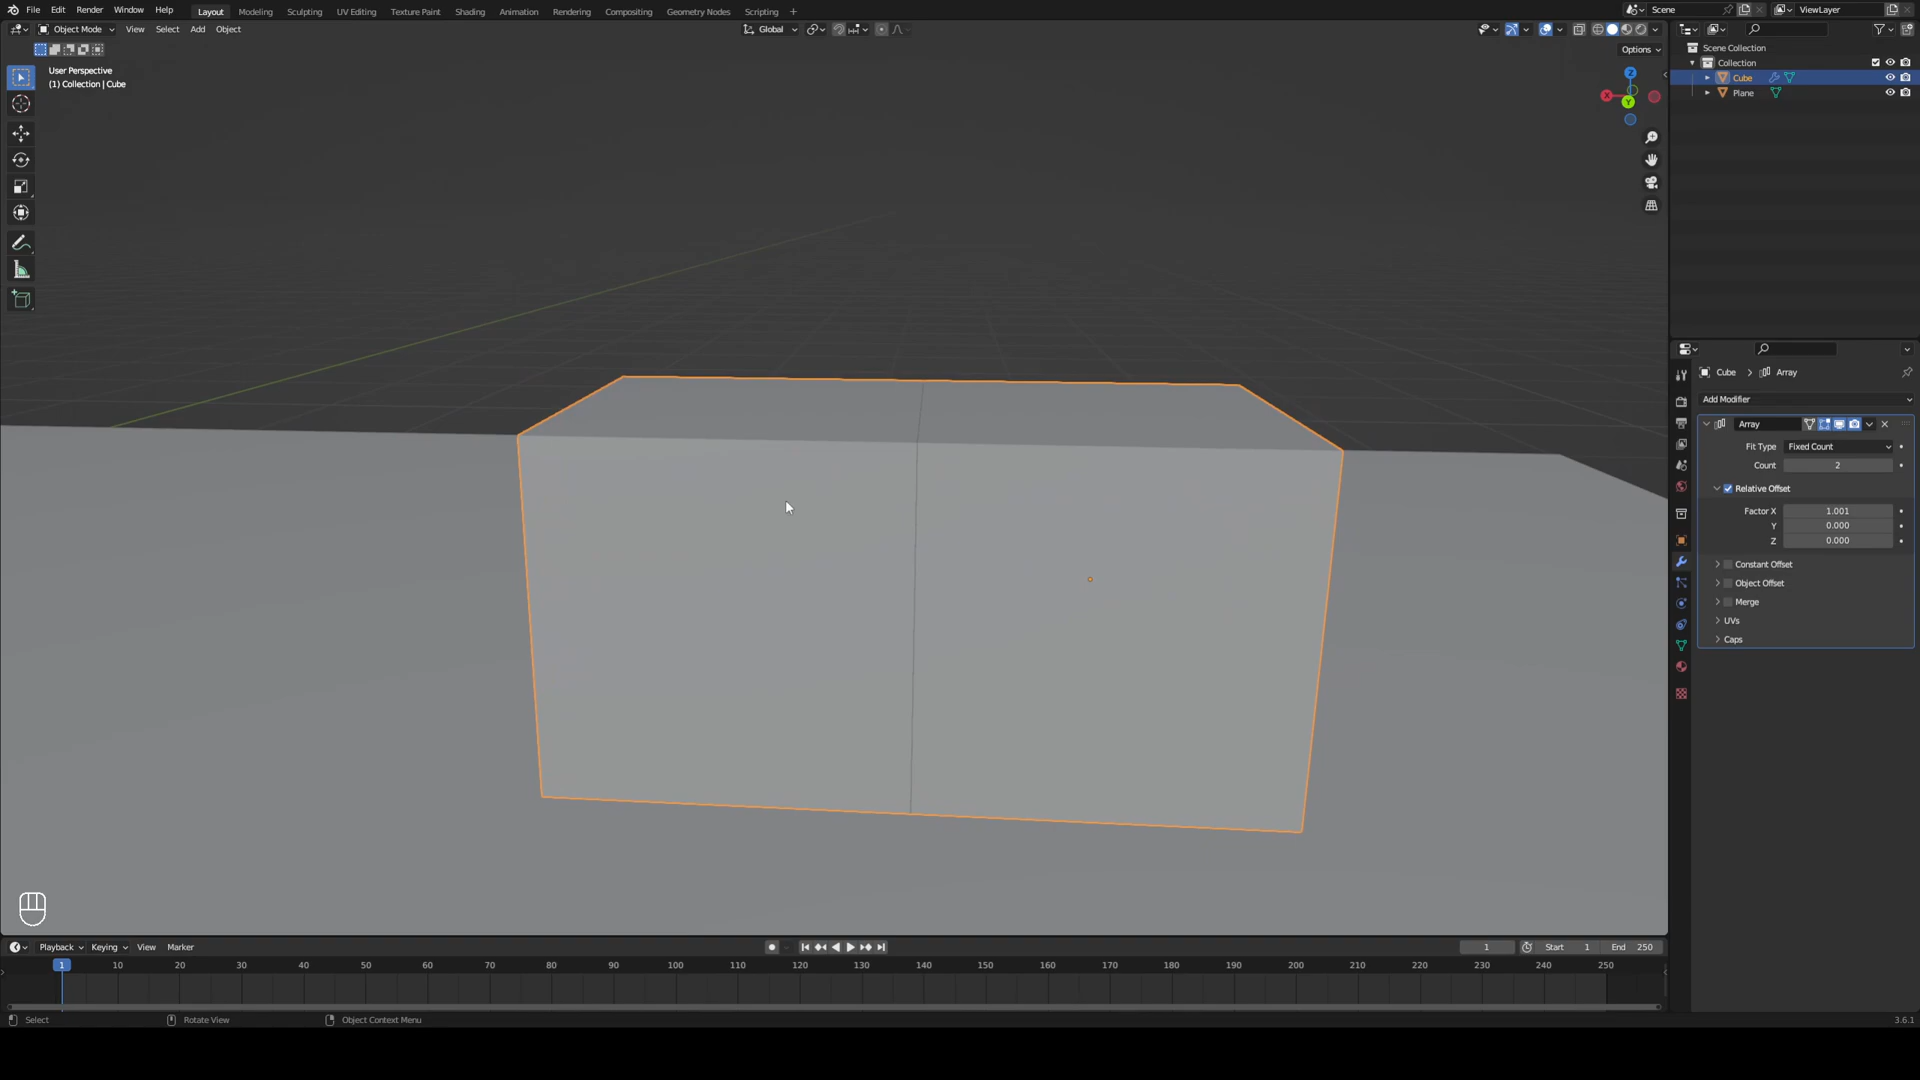 File Edit Render Window Help Layout Modeling Sculpting UV Editing Texture Paint Shading Animation Rendering Compositing Geometry Nodes Scripting + Scene ViewLayer
Object Mode View Select Add Object Global
Options
User Perspective
(1) Collection | Cube
Z
X
Y
Scene Collection
Collection
Cube
Plane
Cube > Array
Add Modifier
Array
Fit Type Fixed Count
Count 2
Relative Offset
Factor X 1.001
Y 0.000
Z 0.000
Constant Offset
Object Offset
Merge
UVs
Caps
Playback Keying View Marker 1 Start 1 End 250
1 10 20 30 40 50 60 70 80 90 100 110 120 130 140 150 160 170 180 190 200 210 220 230 240 250
Select Rotate View Object Context Menu 3.6.1